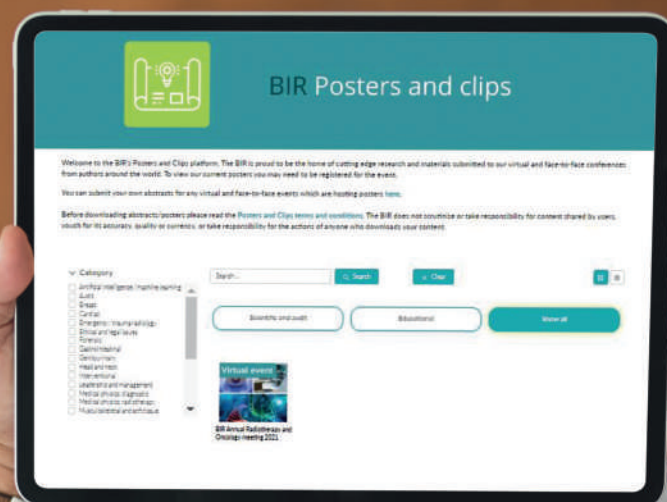 BIR Posters and clips
Welcome to the BIR's Posters and Clips platform. The BIR is proud to be the home of cutting edge research and materials submitted to our virtual and face-to-face conferences
from authors around the world. To view our current posters you may need to be registered for the event.
You can submit your own abstracts for any virtual and face-to-face events which are hosting posters here.
Before downloading abstracts/posters please read the Posters and Clips terms and conditions. The BIR does not scrutinise or take responsibility for content shared by users,
vouch for its accuracy, quality or currency, or take responsibility for the actions of anyone who downloads your content.
Category
Search...
Search
Clear
Artificial intelligence/machine learning
Audit
Breast
Cardiac
Emergency/trauma radiology
Ethical and legal issues
Forensic
Gastrointestinal
Genitourinary
Head and neck
Interventional
Leadership and management
Medical physics: diagnostic
Medical physics: radiotherapy
Musculoskeletal and soft tissue
Scientific and audit
Educational
Show all
Virtual event
BIR Annual Radiotherapy and
Oncology meeting 2021